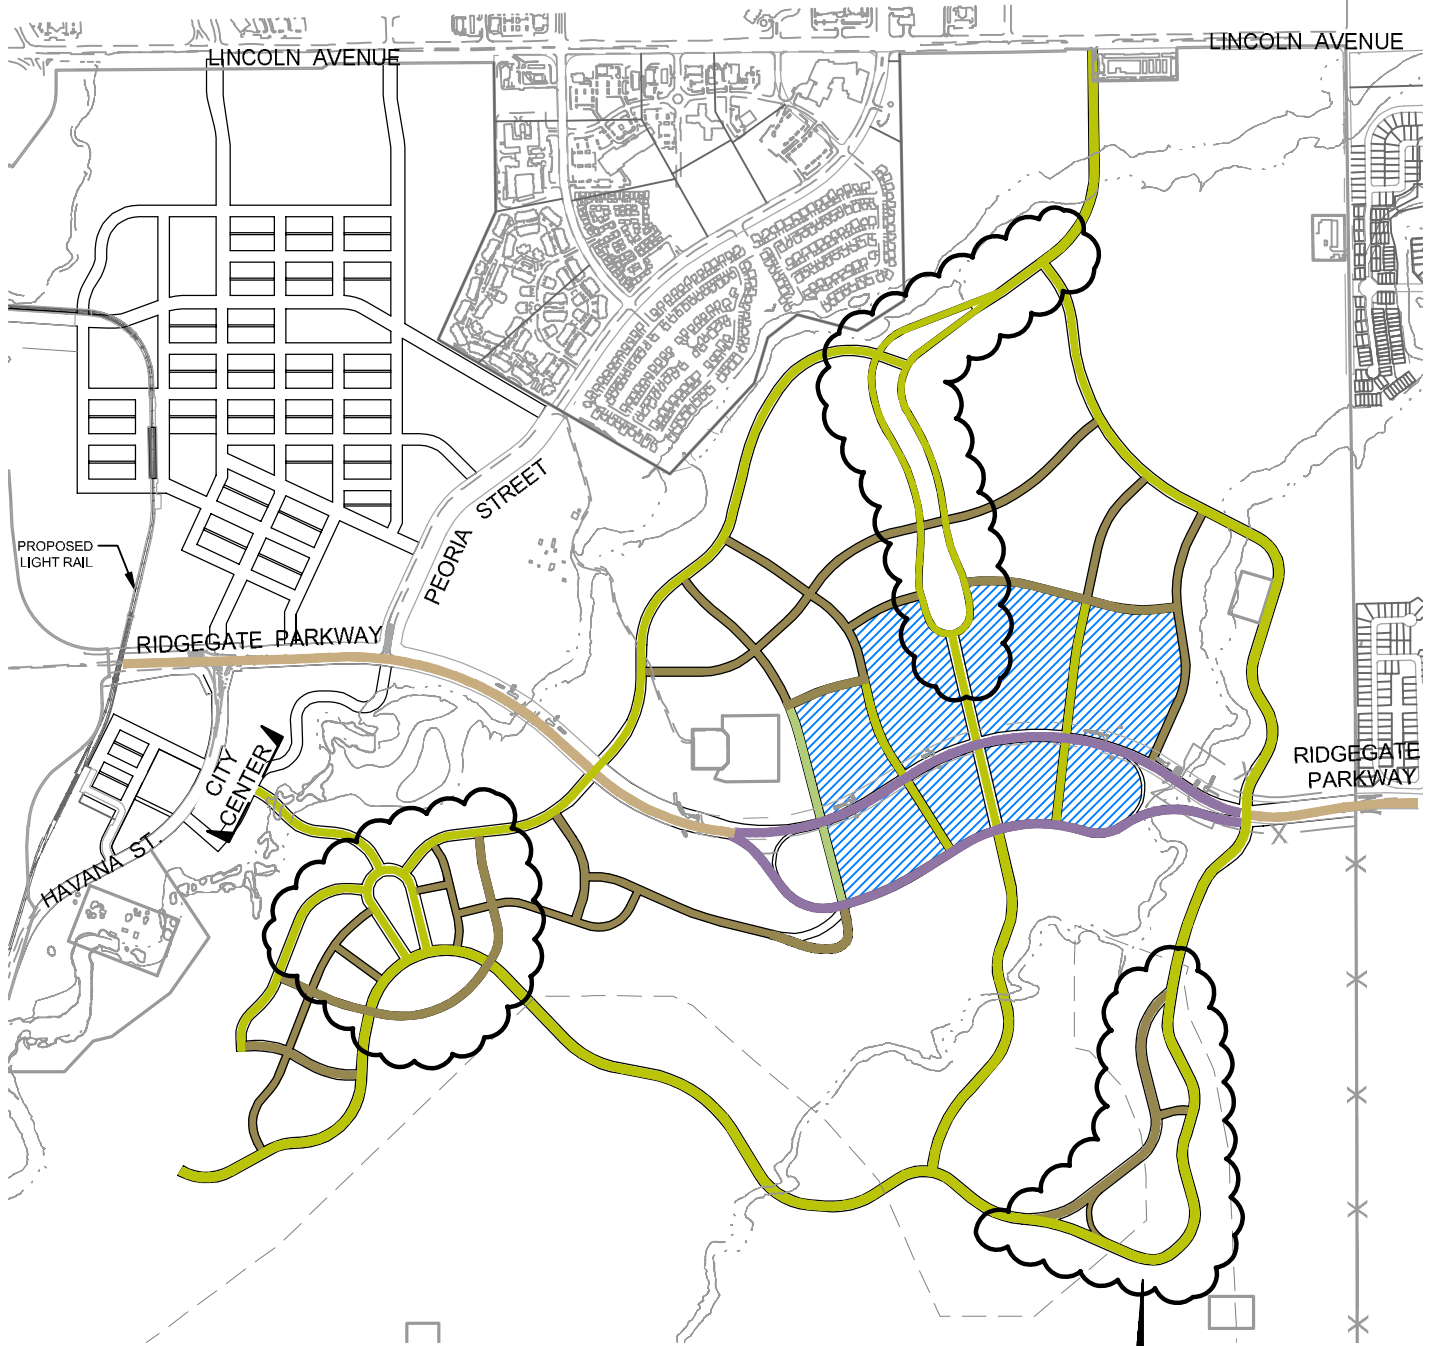 LINCOLN AVENUE
LINCOLN AVENUE
PEORIA STREET
PROPOSED
LIGHT RAIL
RIDGEGATE PARKWAY
CITY
CENTER
RIDGEGATE
PARKWAY
HAVANA ST.